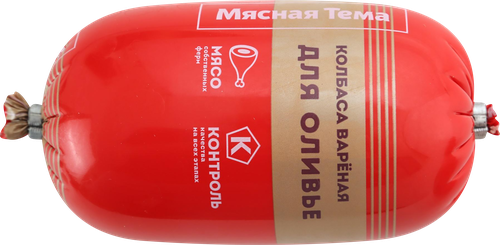 Мясная Тема
КОЛБАСА ВАРЁНАЯ
ДЛЯ ОЛИВЬЕ
МЯСО
собственных
ферм
К
КОНТРОЛЬ
качества
на всех этапах